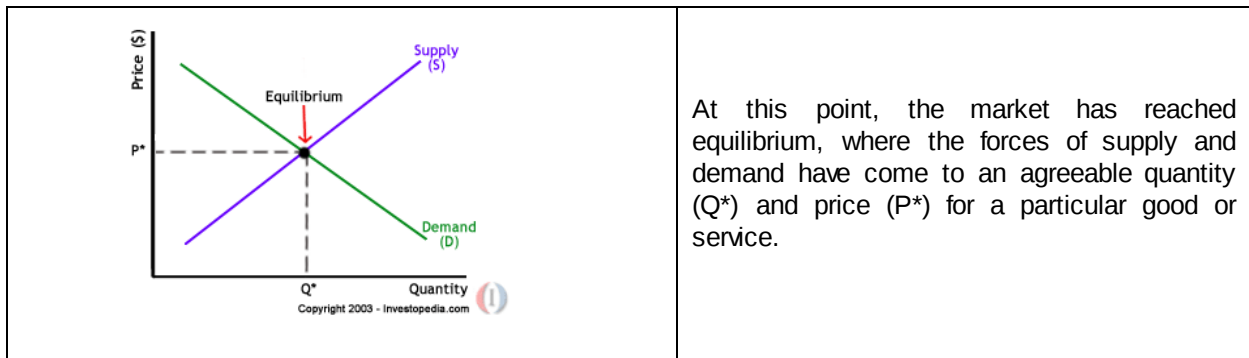 Price ($)
Supply
(S)
Equilibrium
P*
Demand
(D)
Q*
Quantity
Copyright 2003 - Investopedia.com
At this point, the market has reached
equilibrium, where the forces of supply and
demand have come to an agreeable quantity
(Q*) and price (P*) for a particular good or
service.